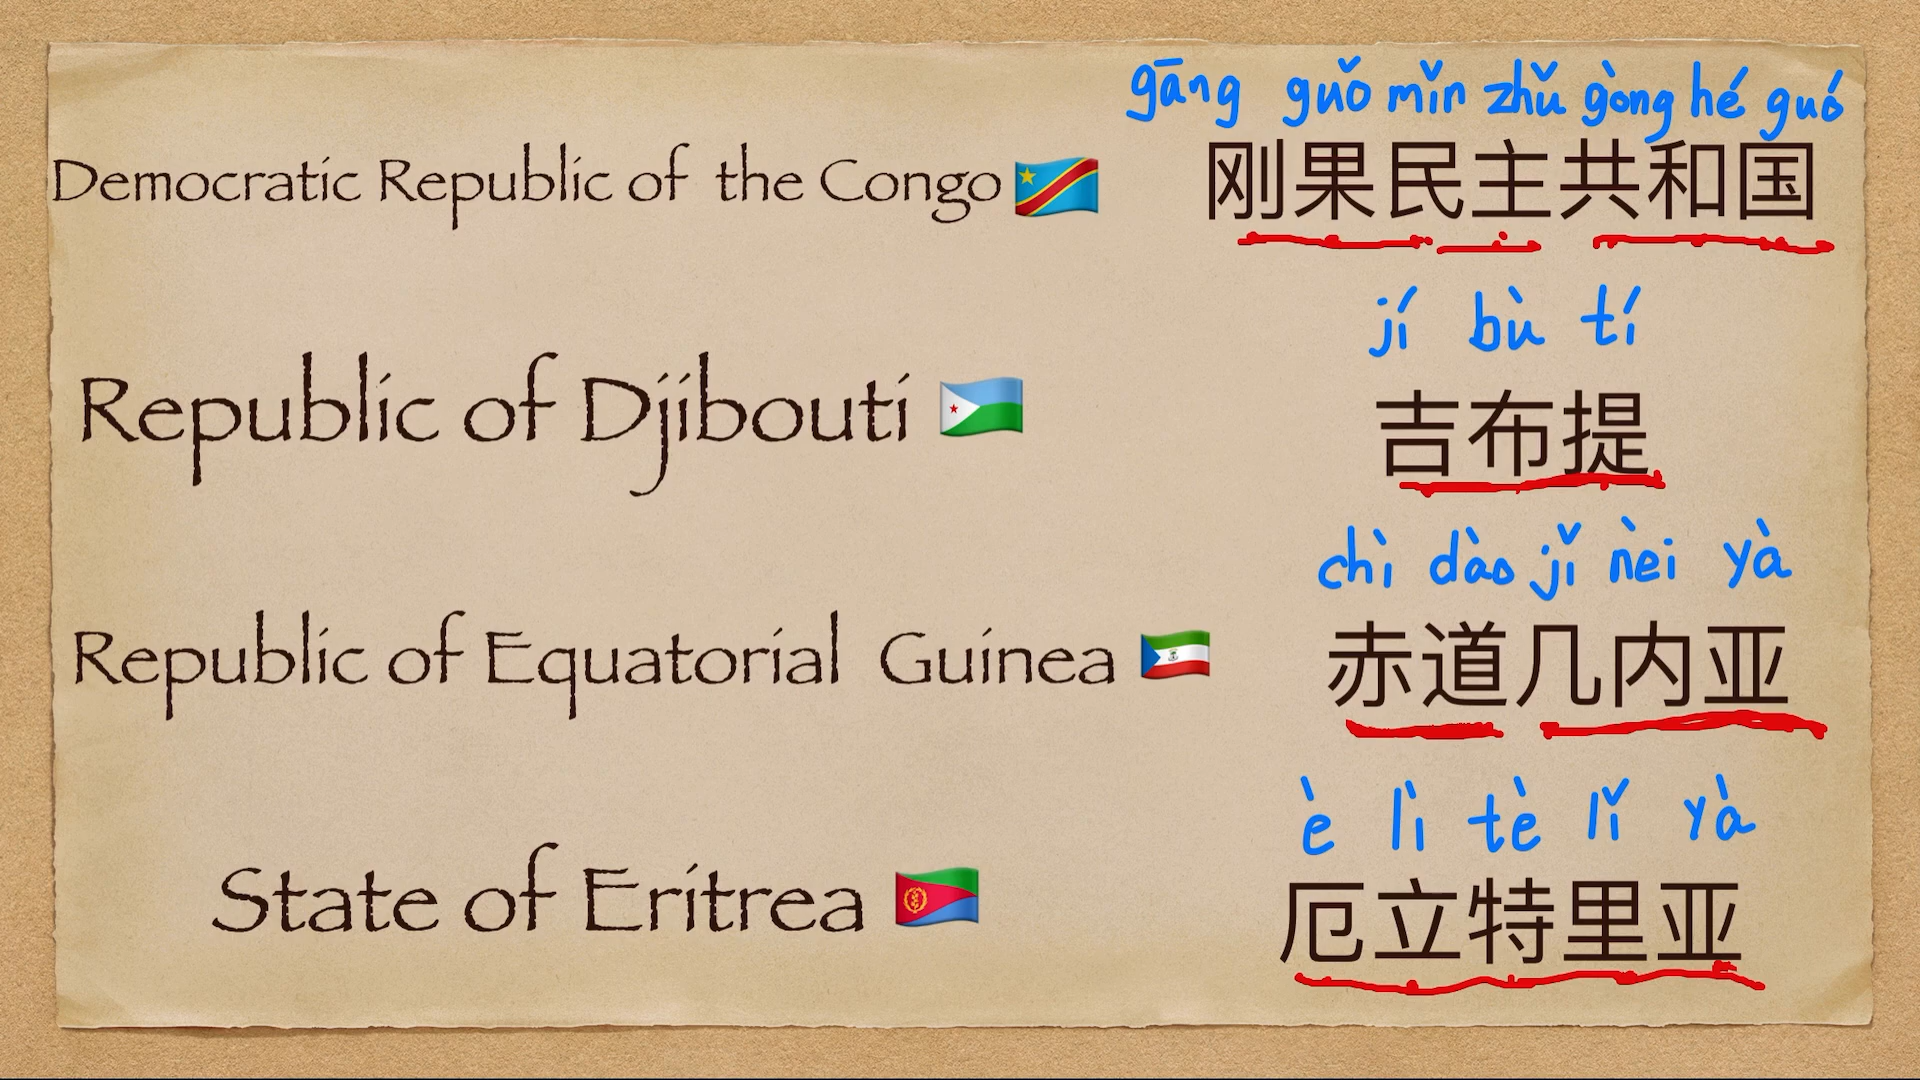 gāng guǒ mǐn zhǔ gòng hé guó
Democratic Republic of the Congo 刚果民主共和国
jí bù tí
Republic of Djibouti 吉布提
chì dào jǐ nèi yà
Republic of Equatorial Guinea 赤道几内亚
è lì tè lǐ yà
State of Eritrea 厄立特里亚